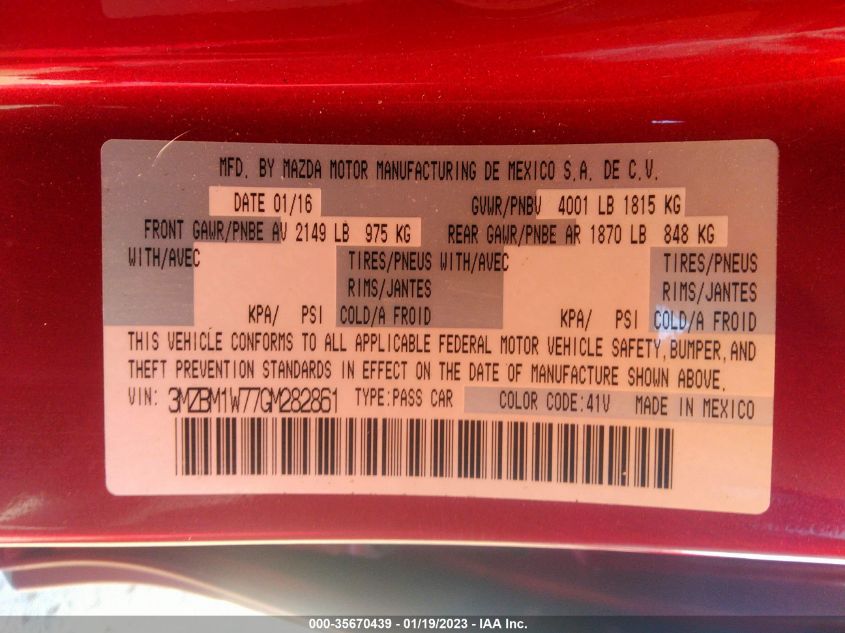 MFD. BY MAZDA MOTOR MANUFACTURING DE MEXICO S.A. DE C.V.
DATE 01/16 GVWR/PNBV 4001 LB 1815 KG
FRONT GAWR/PNBE AV 2149 LB 975 KG REAR GAWR/PNBE AR 1870 LB 848 KG
WITH/AVEC TIRES/PNEUS WITH/AVEC TIRES/PNEUS
RIMS/JANTES RIMS/JANTES
KPA/ PSI COLD/A FROID KPA/ PSI COLD/A FROID
THIS VEHICLE CONFORMS TO ALL APPLICABLE FEDERAL MOTOR VEHICLE SAFETY, BUMPER, AND
THEFT PREVENTION STANDARDS IN EFFECT ON THE DATE OF MANUFACTURE SHOWN ABOVE.
VIN: 3MZBM1W77GM282861 TYPE:PASS CAR COLOR CODE:41V MADE IN MEXICO
000-35670439 - 01/19/2023 - IAA Inc.